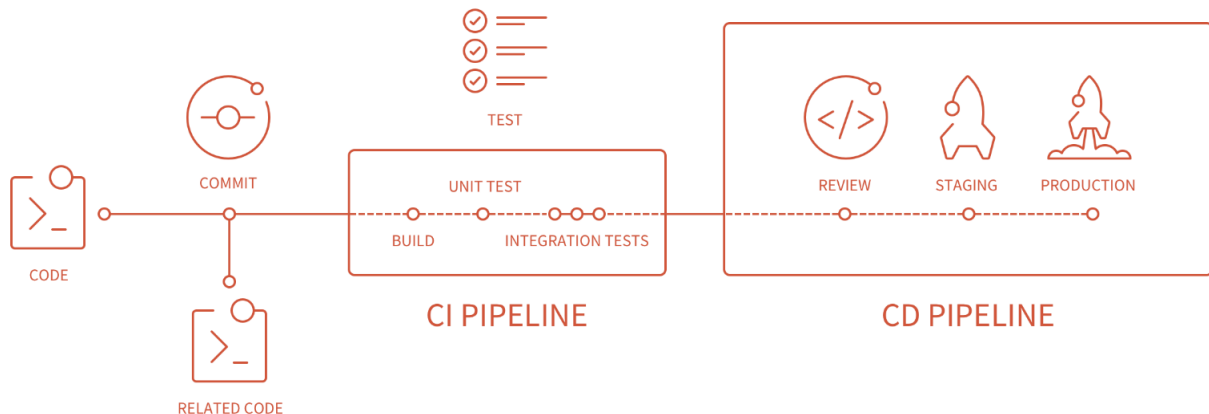 TEST
COMMIT
UNIT TEST
REVIEW
STAGING
PRODUCTION
BUILD
INTEGRATION TESTS
CODE
CI PIPELINE
CD PIPELINE
RELATED CODE